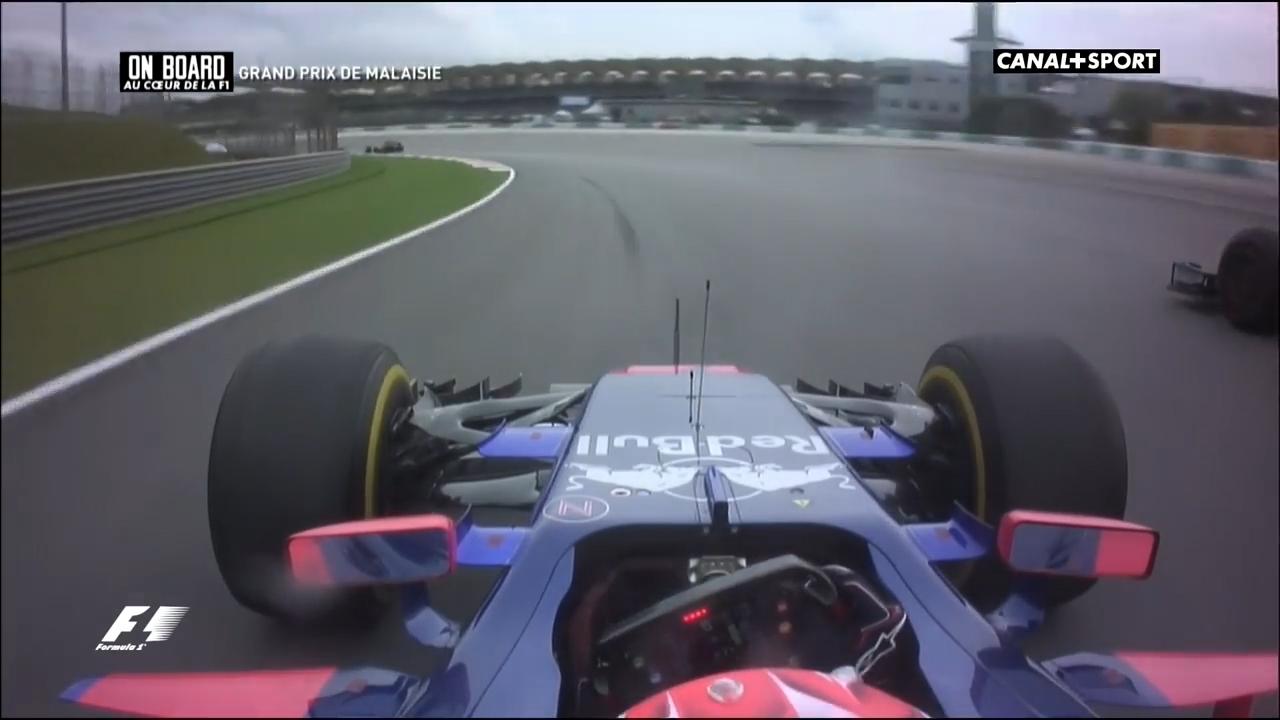 ON BOARD
AU CŒUR DE LA F1
GRAND PRIX DE MALAISIE
CANAL+SPORT
Red Bull
F1
Formula 1